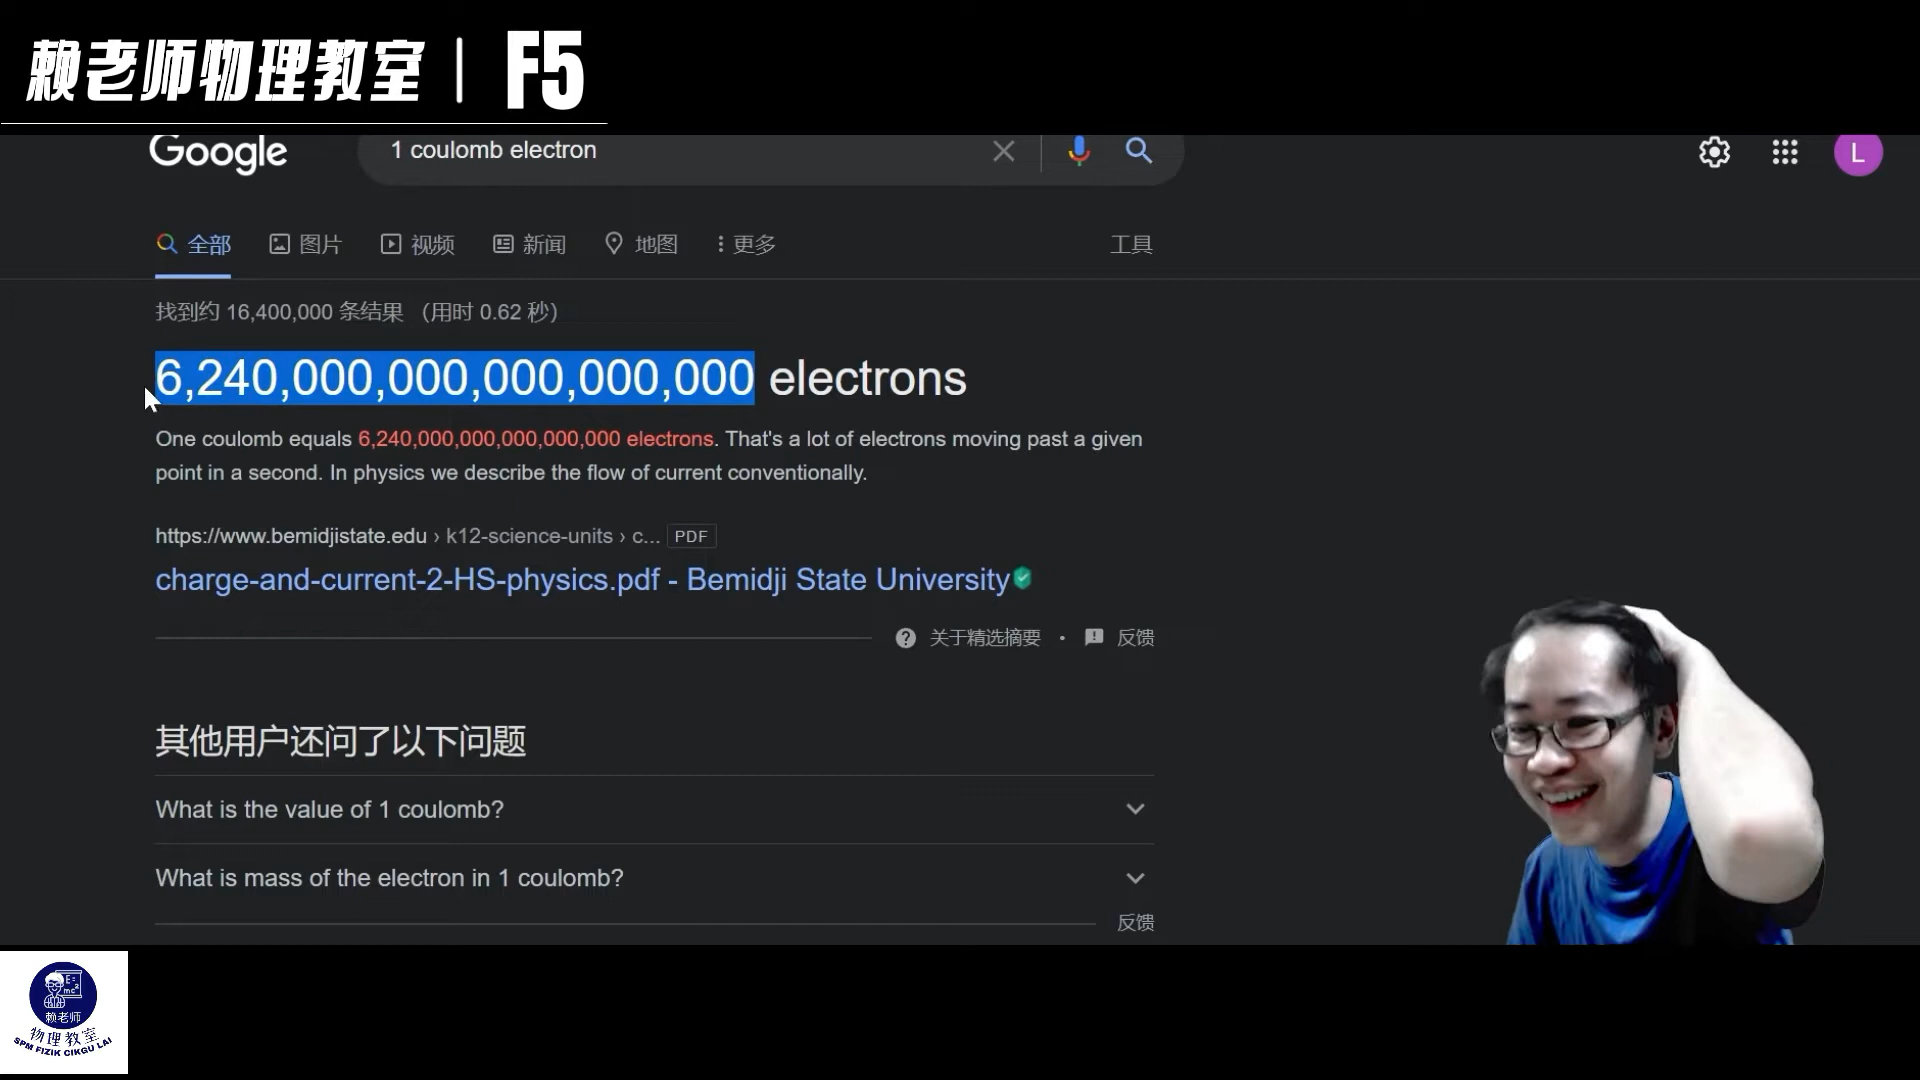 赖老师物理教室 | F5
Google
1 coulomb electron
L
全部
图片
视频
新闻
地图
更多
工具
找到约 16,400,000 条结果 （用时 0.62 秒）
6,240,000,000,000,000,000 electrons
One coulomb equals 6,240,000,000,000,000,000 electrons. That's a lot of electrons moving past a given
point in a second. In physics we describe the flow of current conventionally.
https://www.bemidjistate.edu › k12-science-units › c... PDF
charge-and-current-2-HS-physics.pdf - Bemidji State University
关于精选摘要 • 反馈
其他用户还问了以下问题
What is the value of 1 coulomb?
What is mass of the electron in 1 coulomb?
反馈
E=
mc²
赖老师
物理教室
SPM FIZIK CIKGU LAI